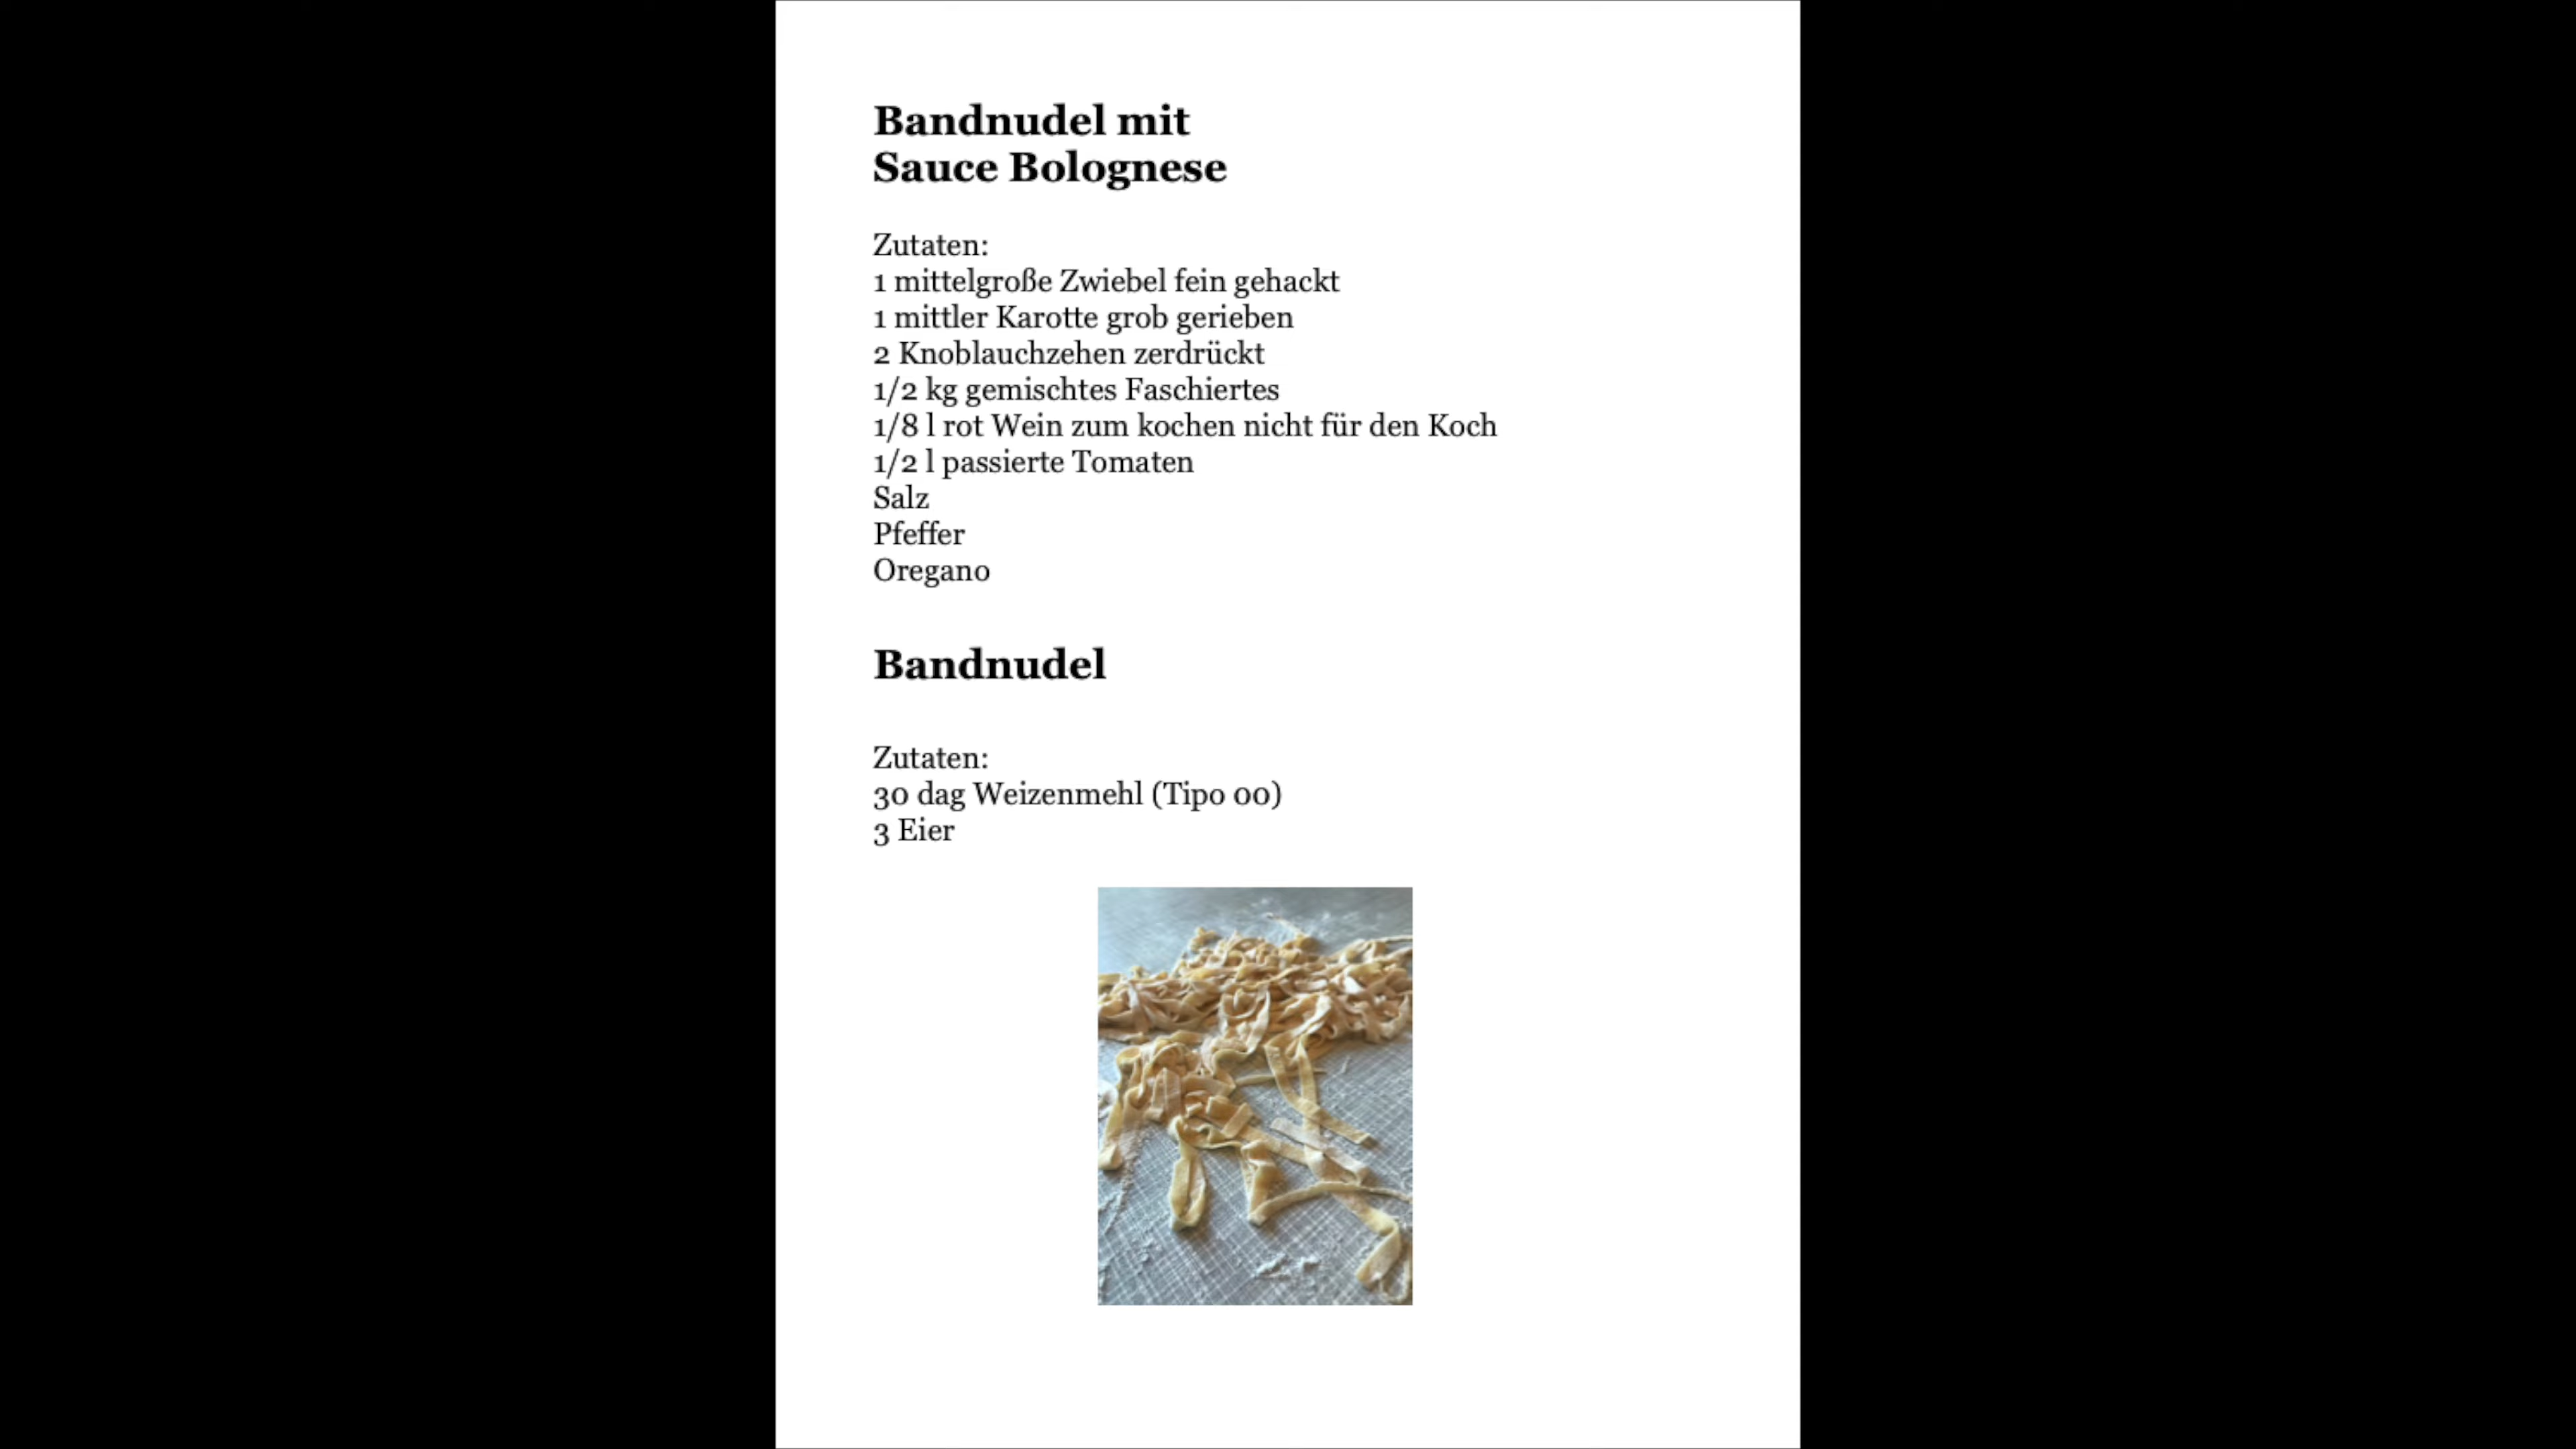 Bandnudel mit
Sauce Bolognese
Zutaten:
1 mittelgroße Zwiebel fein gehackt
1 mittler Karotte grob gerieben
2 Knoblauchzehen zerdrückt
1/2 kg gemischtes Faschiertes
1/8 l rot Wein zum kochen nicht für den Koch
1/2 l passierte Tomaten
Salz
Pfeffer
Oregano
Bandnudel
Zutaten:
30 dag Weizenmehl (Tipo 00)
3 Eier